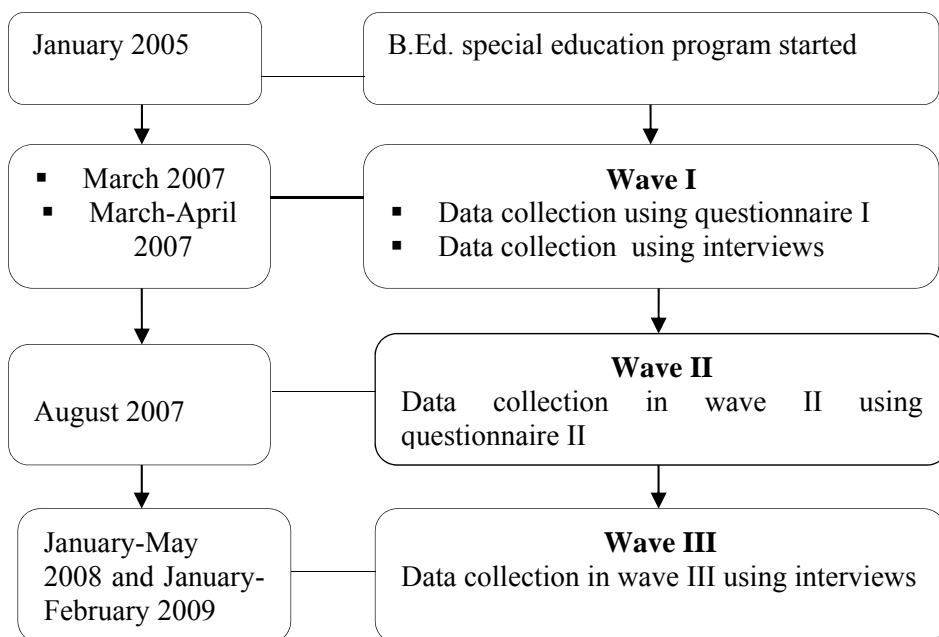 January 2005
B.Ed. special education program started
▪ March 2007
▪ March-April
2007
Wave I
▪ Data collection using questionnaire I
▪ Data collection using interviews
August 2007
Wave II
Data collection in wave II using
questionnaire II
January-May
2008 and January-
February 2009
Wave III
Data collection in wave III using interviews